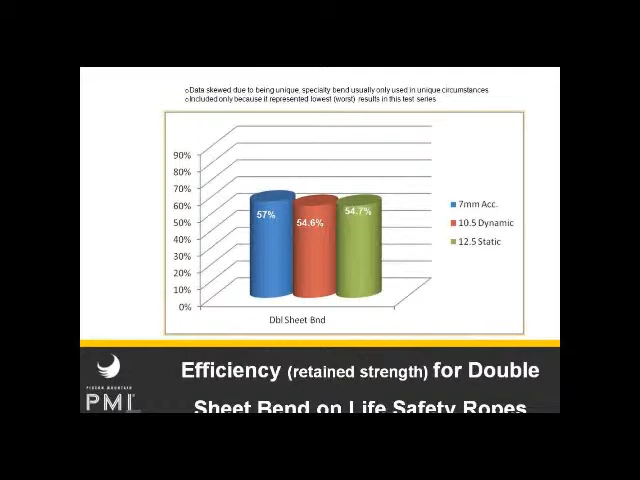 oData skewed due to being unique, specialty bend usually only used in unique circumstances
oIncluded only because it represented lowest (worst) results in this test series
90%
80%
70%
60%
50%
40%
30%
20%
10%
0%
57%
54.6%
54.7%
Dbl Sheet Bnd
7mm Acc.
10.5 Dynamic
12.5 Static
Efficiency (retained strength) for Double
Sheet Bend on Life Safety Ropes
PIGEON MOUNTAIN
PMI